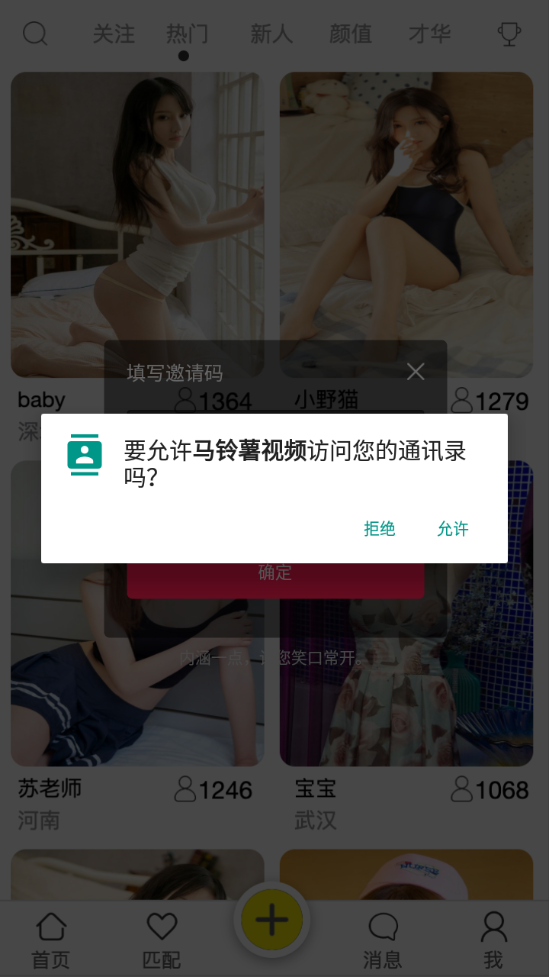 关注 热门 新人 颜值 才华
填写邀请码
baby 1364 小野猫 1279
要允许马铃薯视频访问您的通讯录
吗?
拒绝 允许
确定
内涵一点,让您笑口常开。
苏老师 1246 宝宝 1068
河南 武汉
首页 匹配 消息 我